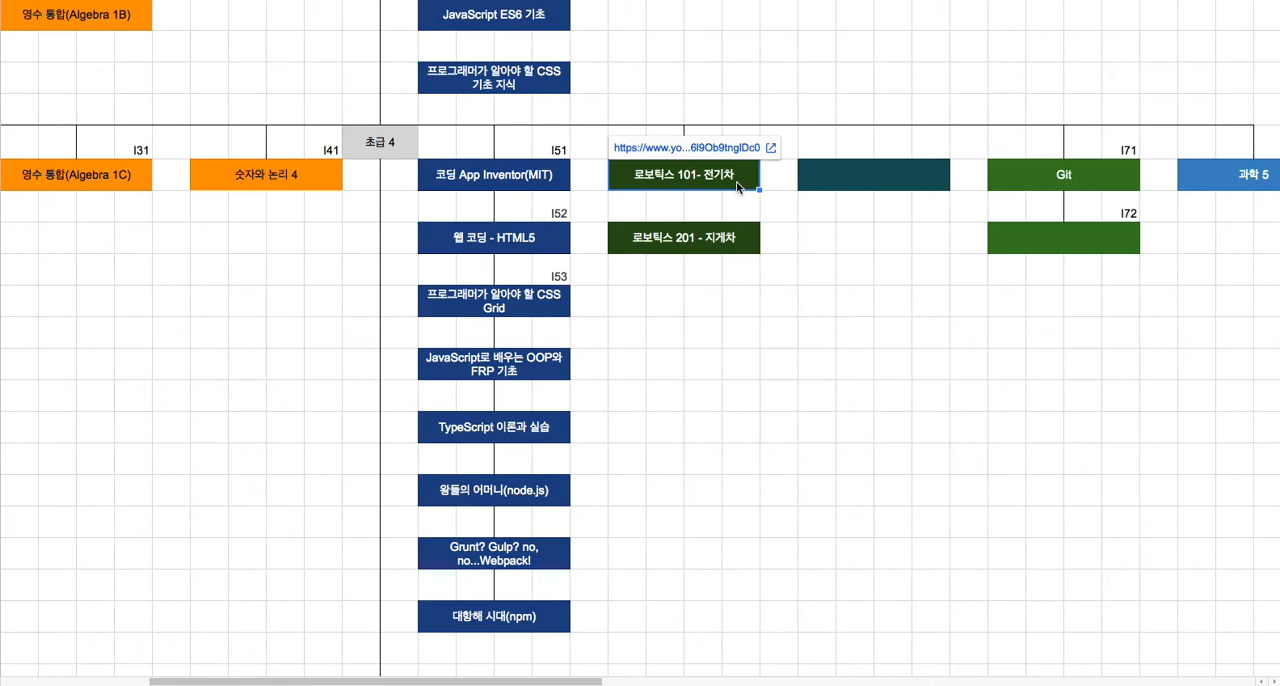 영수 통합(Algebra 1B)
JavaScript ES6 기초
프로그래머가 알아야 할 CSS
기초 지식
초급 4
I31
I41
I51
https://www.yo...6l9Ob9tnglDc0
I71
영수 통합(Algebra 1C)
숫자와 논리 4
코딩 App Inventor(MIT)
로보틱스 101- 전기차
Git
과학 5
I52
I72
웹 코딩 - HTML5
로보틱스 201 - 지게차
I53
프로그래머가 알아야 할 CSS
Grid
JavaScript로 배우는 OOP와
FRP 기초
TypeScript 이론과 실습
왕들의 어머니(node.js)
Grunt? Gulp? no,
no...Webpack!
대항해 시대(npm)